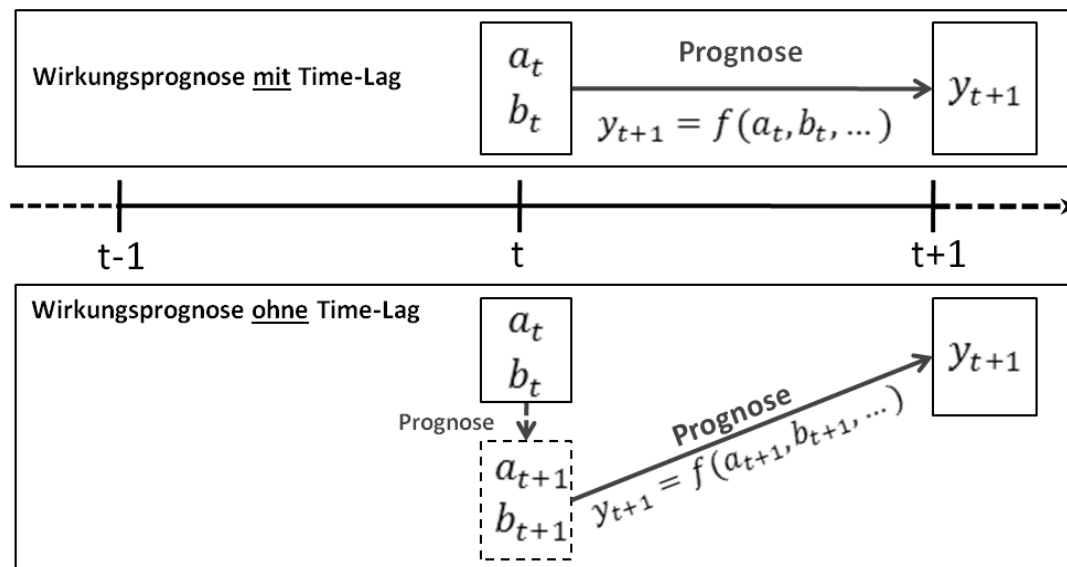 Wirkungsprognose mit Time-Lag
a_t
b_t
Prognose
y_{t+1} = f(a_t, b_t, ...)
y_{t+1}
t-1
t
t+1
Wirkungsprognose ohne Time-Lag
a_t
b_t
Prognose
a_{t+1}
b_{t+1}
Prognose
y_{t+1} = f(a_{t+1}, b_{t+1}, ...)
y_{t+1}